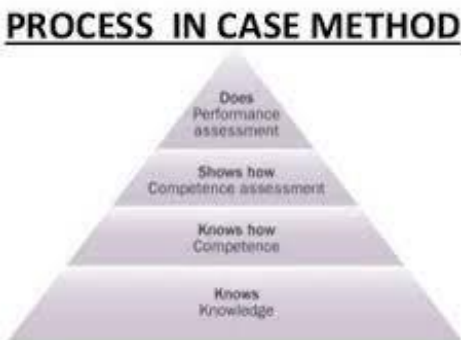 PROCESS IN CASE METHOD
Does
Performance
assessment
Shows how
Competence assessment
Knows how
Competence
Knows
Knowledge